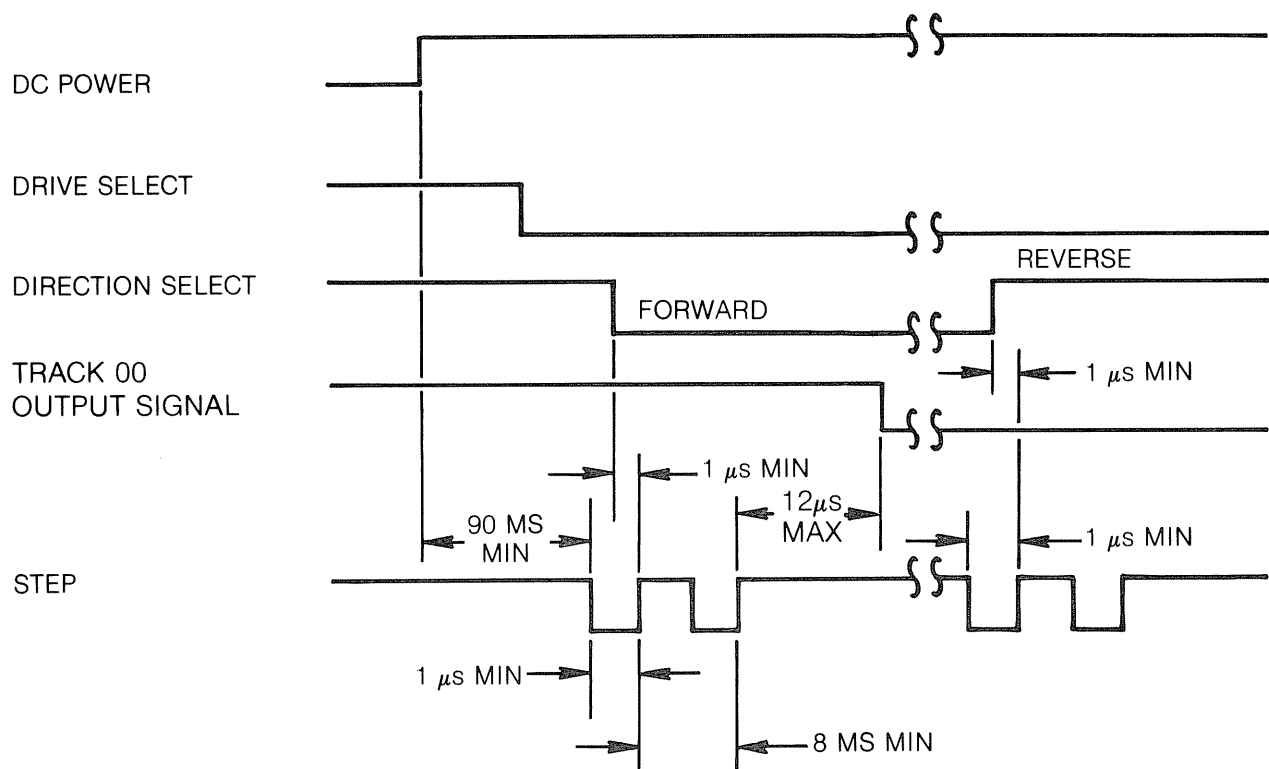 DC POWER
DRIVE SELECT
DIRECTION SELECT
FORWARD
REVERSE
TRACK 00
OUTPUT SIGNAL
1 μs MIN
1 μs MIN
90 MS
MIN
12μs
MAX
1 μs MIN
STEP
1 μs MIN
8 MS MIN